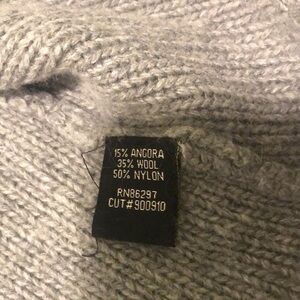 15% ANGORA
35% WOOL
50% NYLON
RN86297
CUT#900910